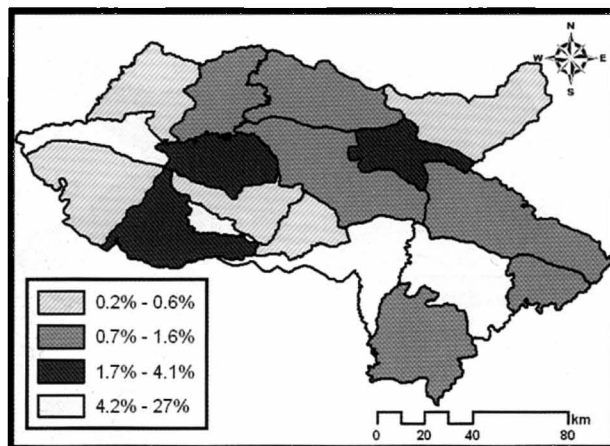 N
W E
S
0.2% - 0.6%
0.7% - 1.6%
1.7% - 4.1%
4.2% - 27%
km
0 20 40 80